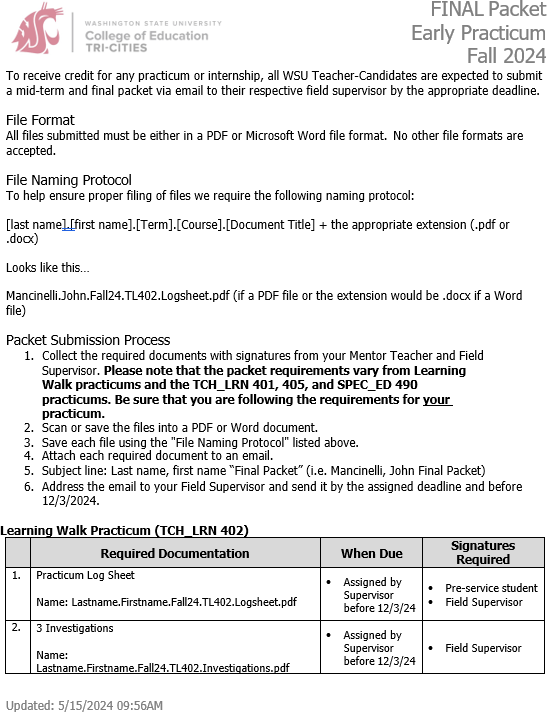 WASHINGTON STATE UNIVERSITY
College of Education
TRI-CITIES
FINAL Packet
Early Practicum
Fall 2024
To receive credit for any practicum or internship, all WSU Teacher-Candidates are expected to submit
a mid-term and final packet via email to their respective field supervisor by the appropriate deadline.
File Format
All files submitted must be either in a PDF or Microsoft Word file format.  No other file formats are
accepted.
File Naming Protocol
To help ensure proper filing of files we require the following naming protocol:
[last name].[first name].[Term].[Course].[Document Title] + the appropriate extension (.pdf or
.docx)
Looks like this…
Mancinelli.John.Fall24.TL402.Logsheet.pdf (if a PDF file or the extension would be .docx if a Word
file)
Packet Submission Process
1. Collect the required documents with signatures from your Mentor Teacher and Field
Supervisor. Please note that the packet requirements vary from Learning
Walk practicums and the TCH_LRN 401, 405, and SPEC_ED 490
practicums. Be sure that you are following the requirements for your
practicum.
2. Scan or save the files into a PDF or Word document.
3. Save each file using the "File Naming Protocol" listed above.
4. Attach each required document to an email.
5. Subject line: Last name, first name “Final Packet” (i.e. Mancinelli, John Final Packet)
6. Address the email to your Field Supervisor and send it by the assigned deadline and before
12/3/2024.
Learning Walk Practicum (TCH_LRN 402)
Required Documentation
When Due
Signatures
Required
1.
Practicum Log Sheet
Name: Lastname.Firstname.Fall24.TL402.Logsheet.pdf
• Assigned by
Supervisor
before 12/3/24
• Pre-service student
• Field Supervisor
2.
3 Investigations
Name:
Lastname.Firstname.Fall24.TL402.Investigations.pdf
• Assigned by
Supervisor
before 12/3/24
• Field Supervisor
Updated: 5/15/2024 09:56AM